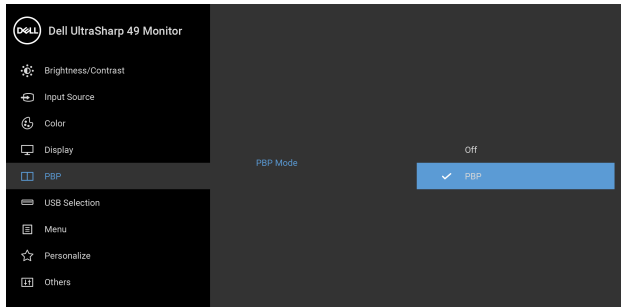 DELL Dell UltraSharp 49 Monitor
Brightness/Contrast
Input Source
Color
Display
PBP
USB Selection
Menu
Personalize
Others
PBP Mode
Off
PBP